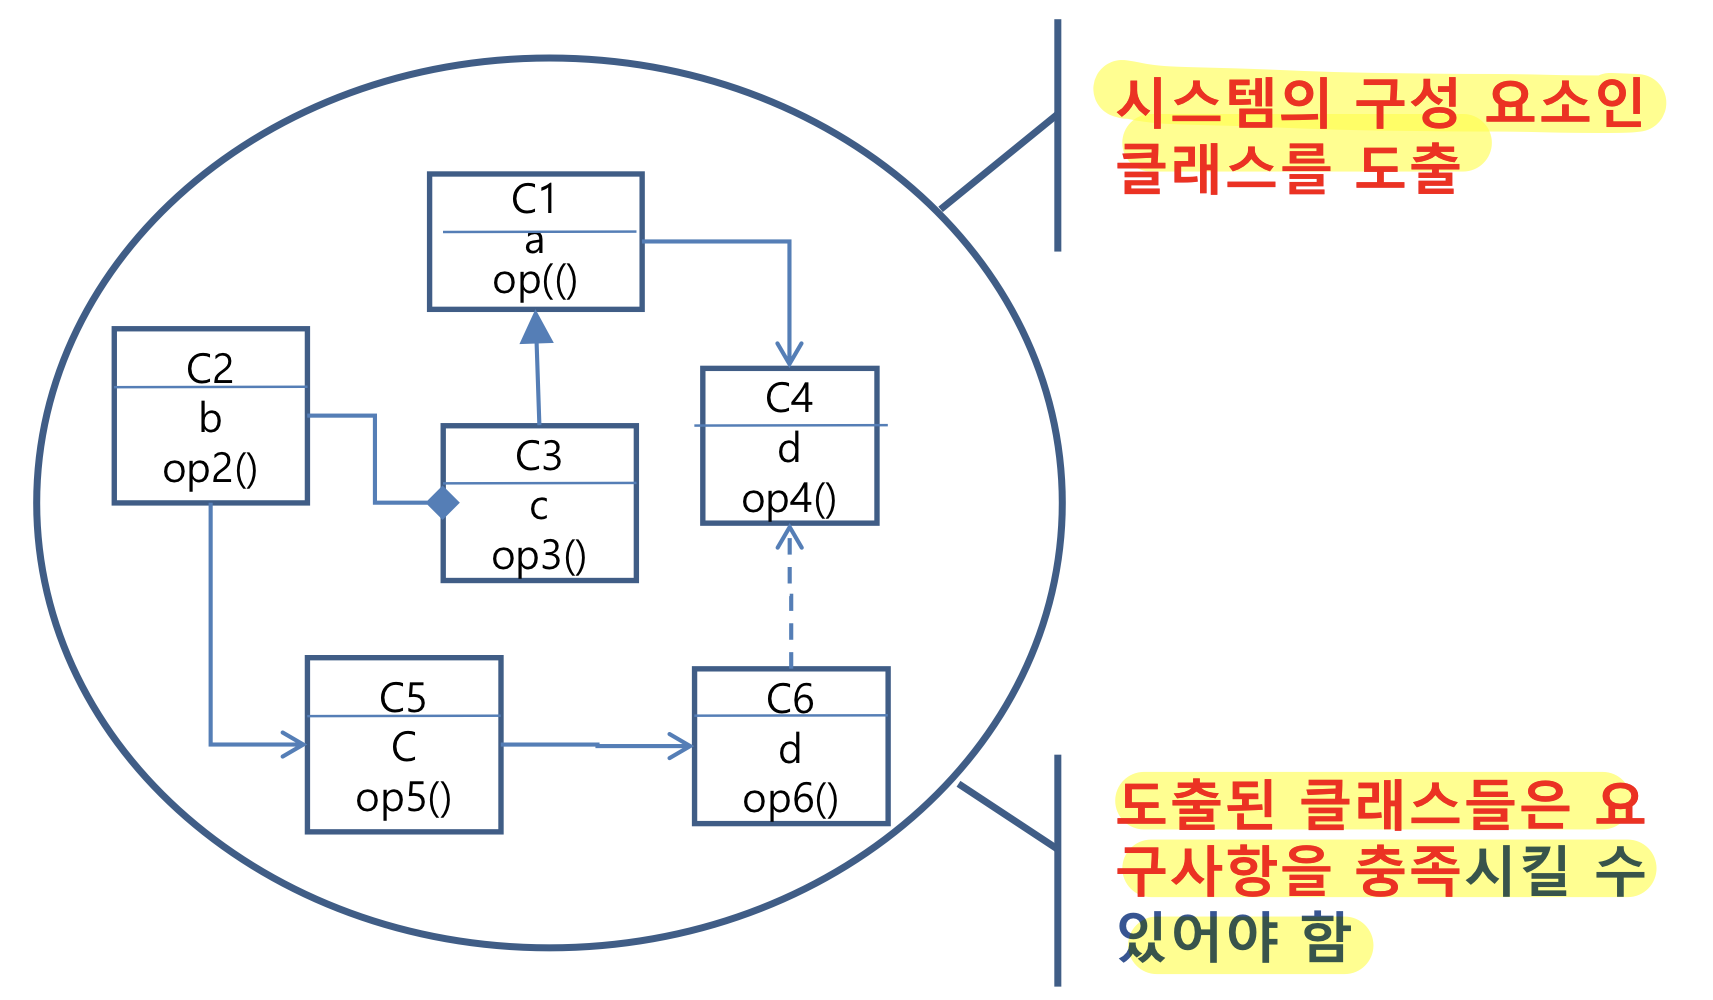 시스템의 구성 요소인
클래스를 도출
C1
a
op(()
C2
b
op2()
C3
c
op3()
C4
d
op4()
C5
C
op5()
C6
d
op6()
도출된 클래스들은 요
구사항을 충족시킬 수
있어야 함